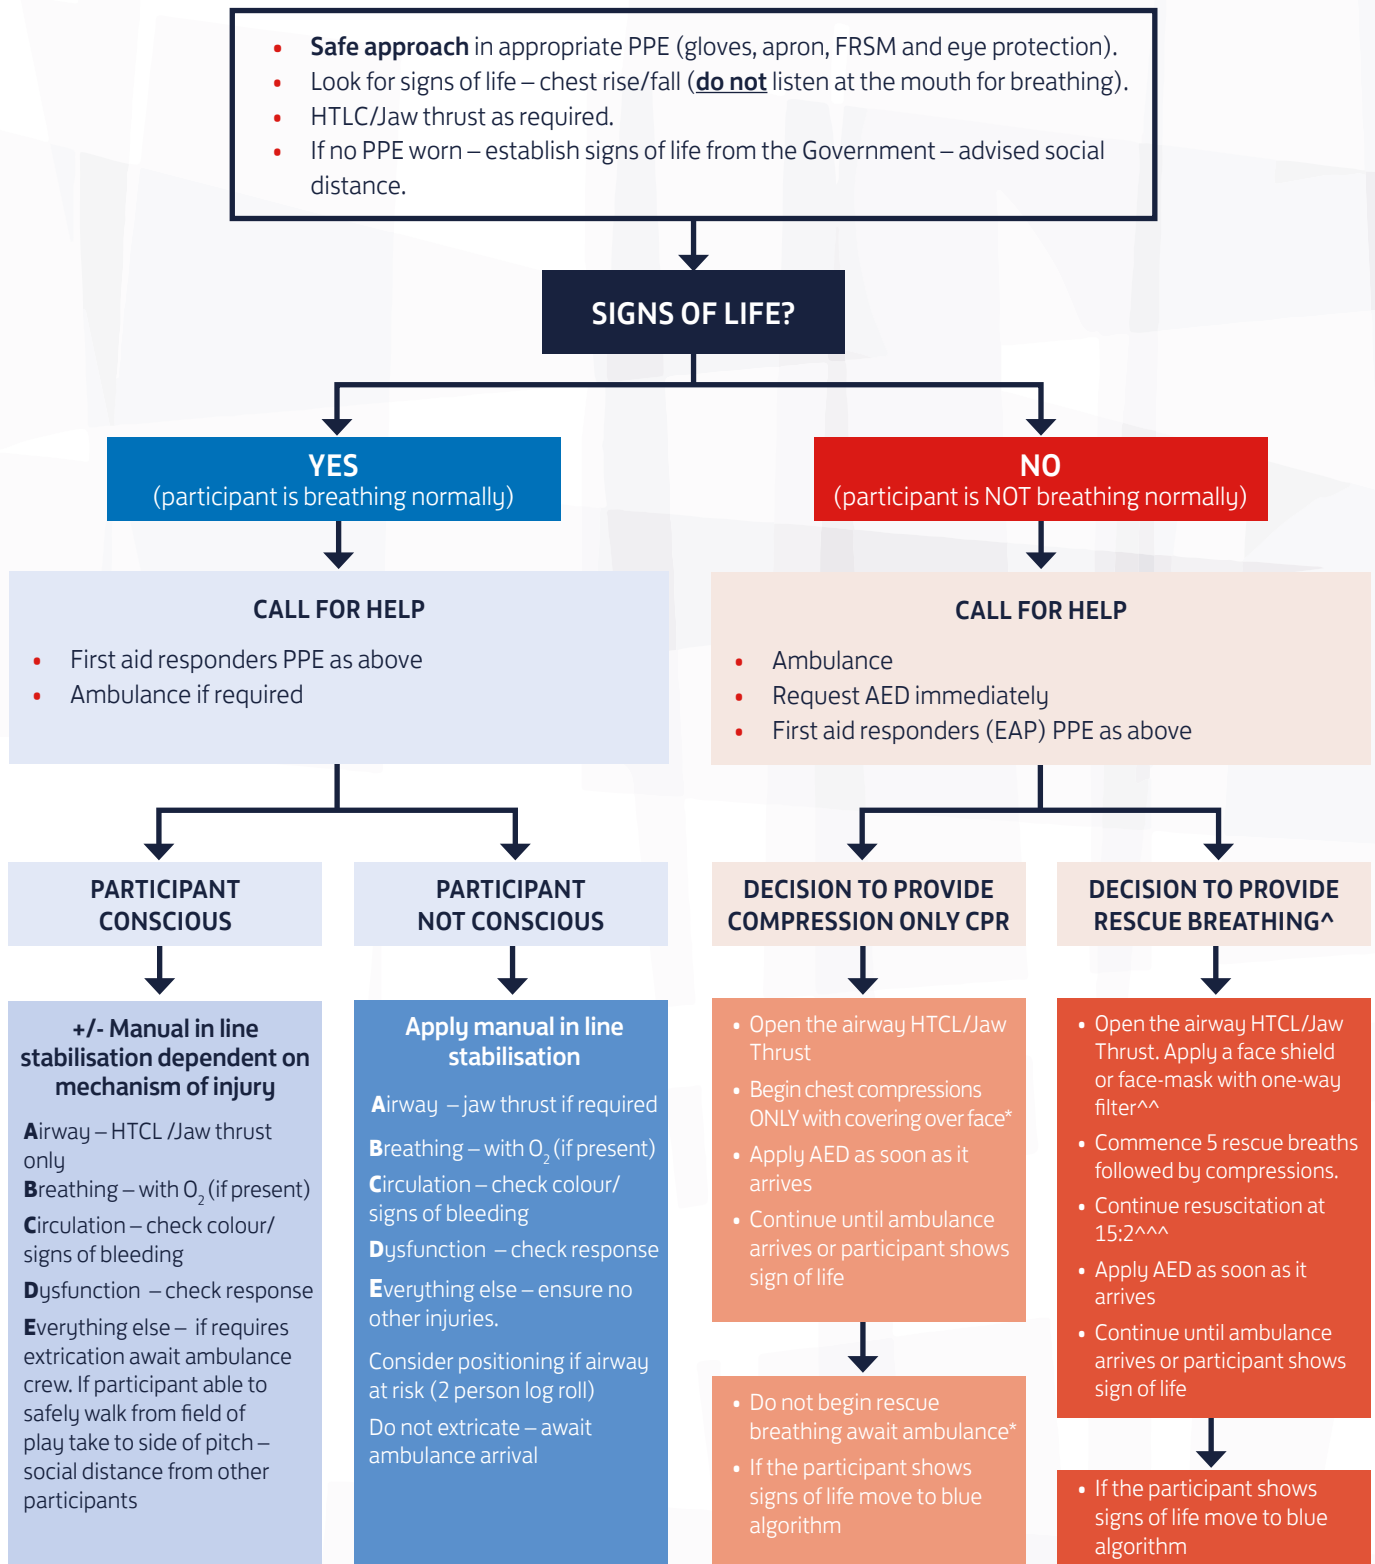 • Safe approach in appropriate PPE (gloves, apron, FRSM and eye protection).
• Look for signs of life – chest rise/fall (do not listen at the mouth for breathing).
• HTLC/Jaw thrust as required.
• If no PPE worn – establish signs of life from the Government – advised social
distance.
SIGNS OF LIFE?
YES
(participant is breathing normally)
NO
(participant is NOT breathing normally)
CALL FOR HELP
• First aid responders PPE as above
• Ambulance if required
CALL FOR HELP
• Ambulance
• Request AED immediately
• First aid responders (EAP) PPE as above
PARTICIPANT
CONSCIOUS
PARTICIPANT
NOT CONSCIOUS
DECISION TO PROVIDE
COMPRESSION ONLY CPR
DECISION TO PROVIDE
RESCUE BREATHING^
+/- Manual in line
stabilisation dependent on
mechanism of injury
Airway – HTCL /Jaw thrust
only
Breathing – with O₂ (if present)
Circulation – check colour/
signs of bleeding
Dysfunction – check response
Everything else – if requires
extrication await ambulance
crew. If participant able to
safely walk from field of
play take to side of pitch –
social distance from other
participants
Apply manual in line
stabilisation
Airway – jaw thrust if required
Breathing – with O₂ (if present)
Circulation – check colour/
signs of bleeding
Dysfunction – check response
Everything else – ensure no
other injuries.
Consider positioning if airway
at risk (2 person log roll)
Do not extricate – await
ambulance arrival
• Open the airway HTCL/Jaw
Thrust
• Begin chest compressions
ONLY with covering over face*
• Apply AED as soon as it
arrives
• Continue until ambulance
arrives or participant shows
sign of life
• Do not begin rescue
breathing await ambulance*
• If the participant shows
signs of life move to blue
algorithm
• Open the airway HTCL/Jaw
Thrust. Apply a face shield
or face-mask with one-way
filter^^
• Commence 5 rescue breaths
followed by compressions.
• Continue resuscitation at
15:2^^^
• Apply AED as soon as it
arrives
• Continue until ambulance
arrives or participant shows
sign of life
• If the participant shows
signs of life move to blue
algorithm